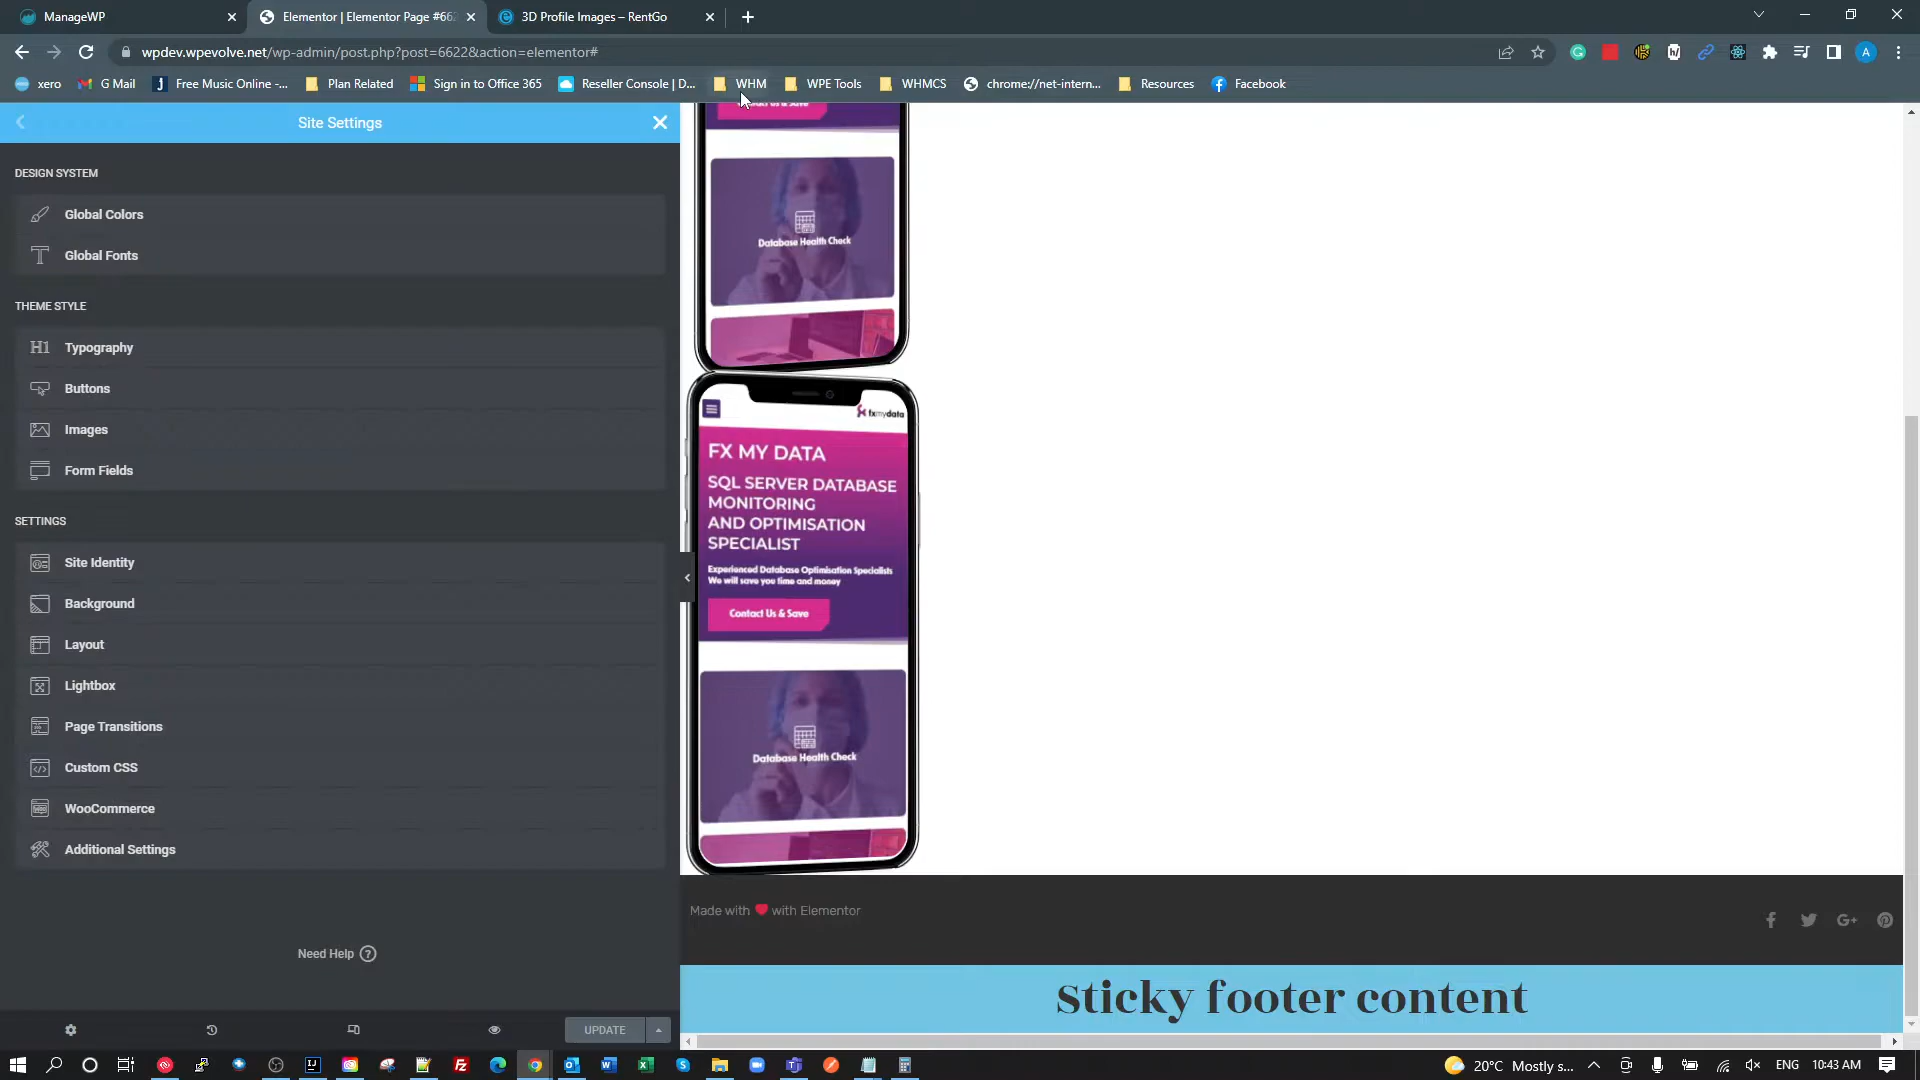 ManageWP
Elementor | Elementor Page #662
3D Profile Images – RentGo
wpdev.wpevolve.net/wp-admin/post.php?post=6622&action=elementor#
xero
G Mail
Free Music Online -...
Plan Related
Sign in to Office 365
Reseller Console | D...
WHM
WPE Tools
WHMCS
chrome://net-intern...
Resources
Facebook
Site Settings
DESIGN SYSTEM
Global Colors
Global Fonts
THEME STYLE
H1 Typography
Buttons
Images
Form Fields
SETTINGS
Site Identity
Background
Layout
Lightbox
Page Transitions
Custom CSS
WooCommerce
Additional Settings
Need Help
UPDATE
Database Health Check
fxmydata
FX MY DATA
SQL SERVER DATABASE
MONITORING
AND OPTIMISATION
SPECIALIST
Experienced Database Optimisation Specialists
We will save you time and money
Contact Us & Save
Database Health Check
Made with with Elementor
Sticky footer content
20°C Mostly s...
ENG
10:43 AM